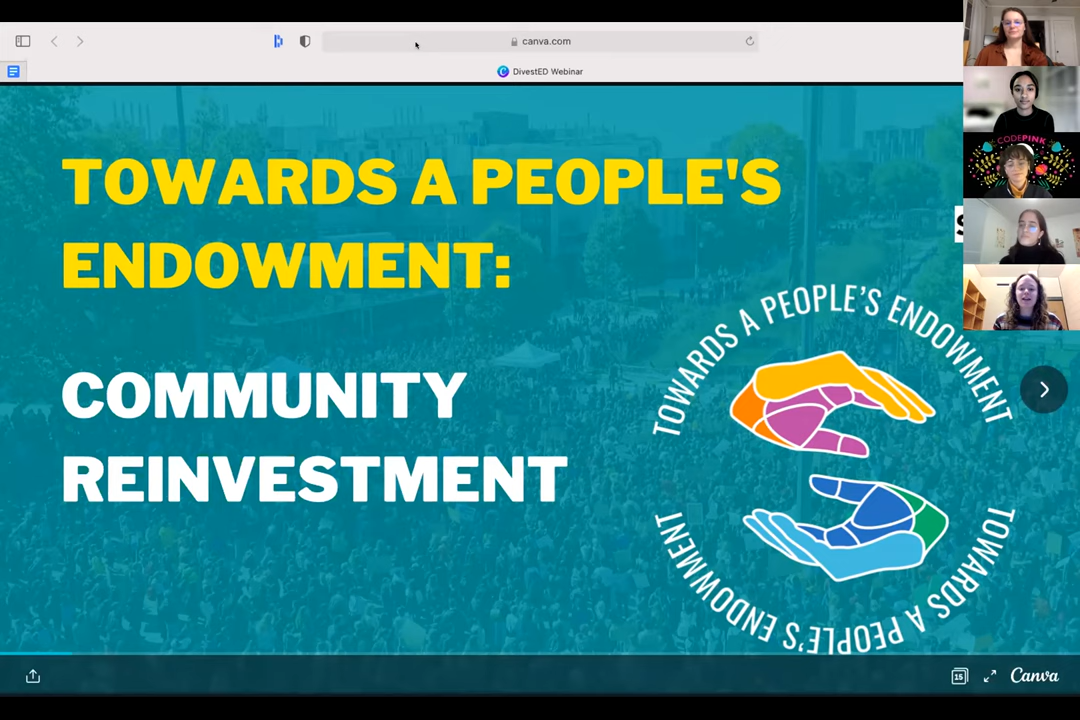 canva.com
DivestED Webinar
CODEPINK
TOWARDS A PEOPLE'S
ENDOWMENT:
COMMUNITY
REINVESTMENT
TOWARDS A PEOPLE'S ENDOWMENT
TOWARDS A PEOPLE'S ENDOWMENT
15
Canva